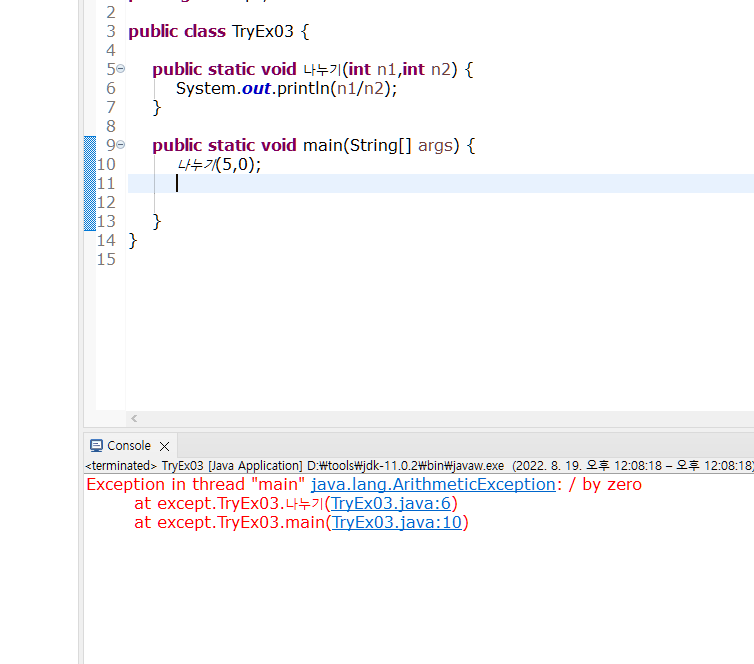 2
3 public class TryEx03 {
4
5 public static void 나누기(int n1,int n2) {
6 System.out.println(n1/n2);
7 }
8
9 public static void main(String[] args) {
10 나누기(5,0);
11
12
13 }
14 }
15
Console
<terminated> TryEx03 [Java Application] D:₩tools₩jdk-11.0.2₩bin₩javaw.exe (2022. 8. 19. 오후 12:08:18 – 오후 12:08:18)
Exception in thread "main" java.lang.ArithmeticException: / by zero
at except.TryEx03.나누기(TryEx03.java:6)
at except.TryEx03.main(TryEx03.java:10)